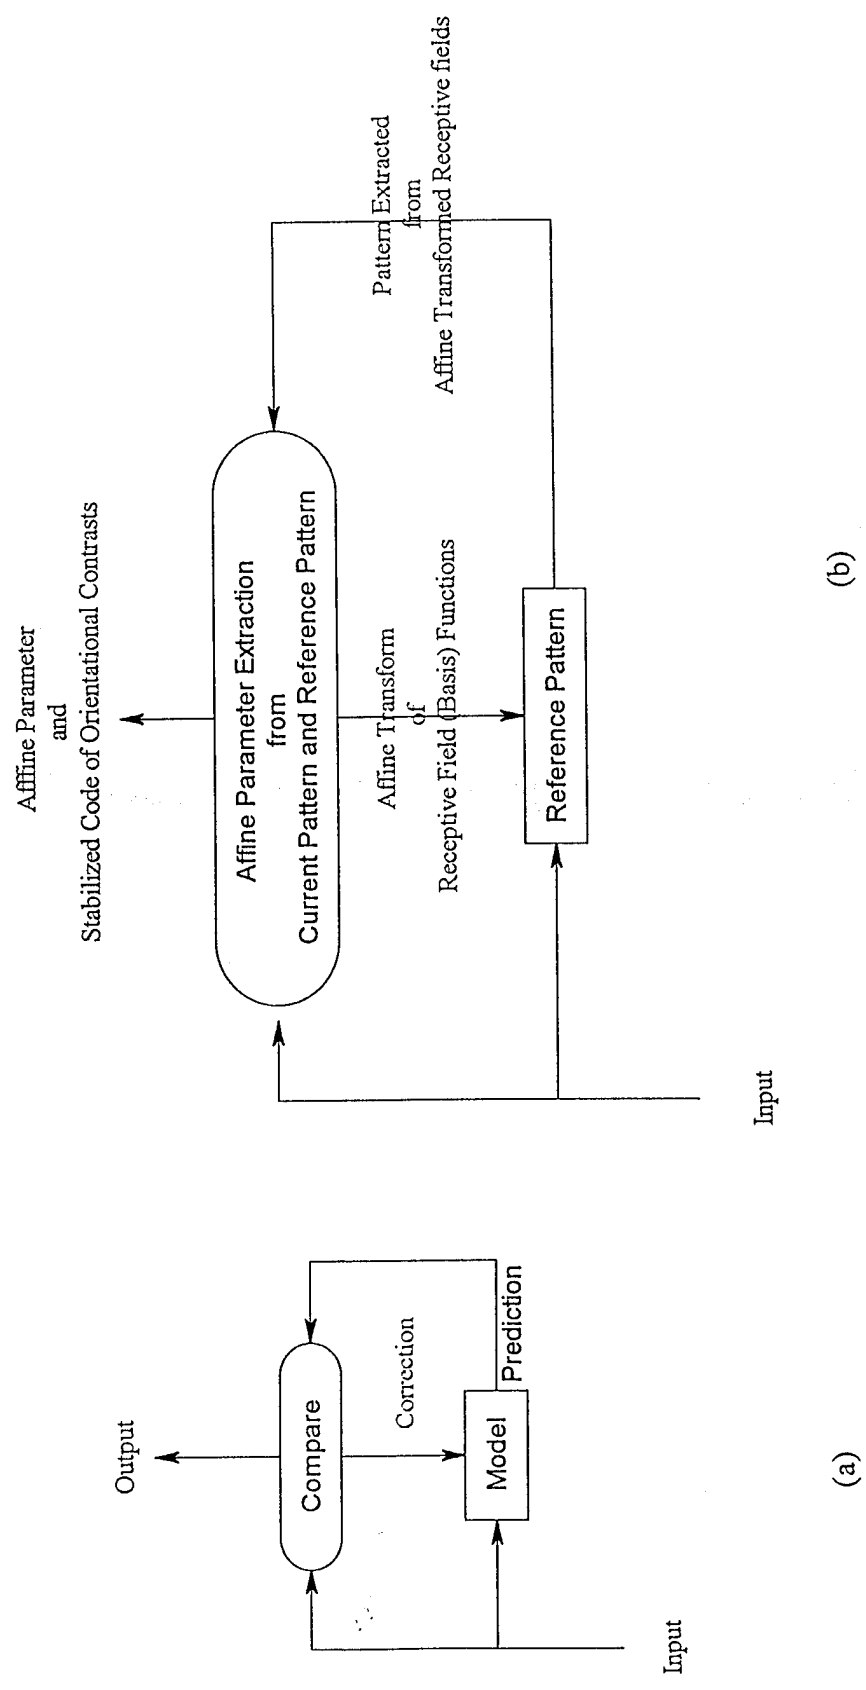 Output
Compare
Correction
Model
Prediction
Input
(a)
Affine Parameter
and
Stabilized Code of Orientational Contrasts
Affine Parameter Extraction
from
Current Pattern and Reference Pattern
Affine Transform
of
Receptive Field (Basis) Functions
Pattern Extracted
from
Affine Transformed Receptive fields
Reference Pattern
Input
(b)